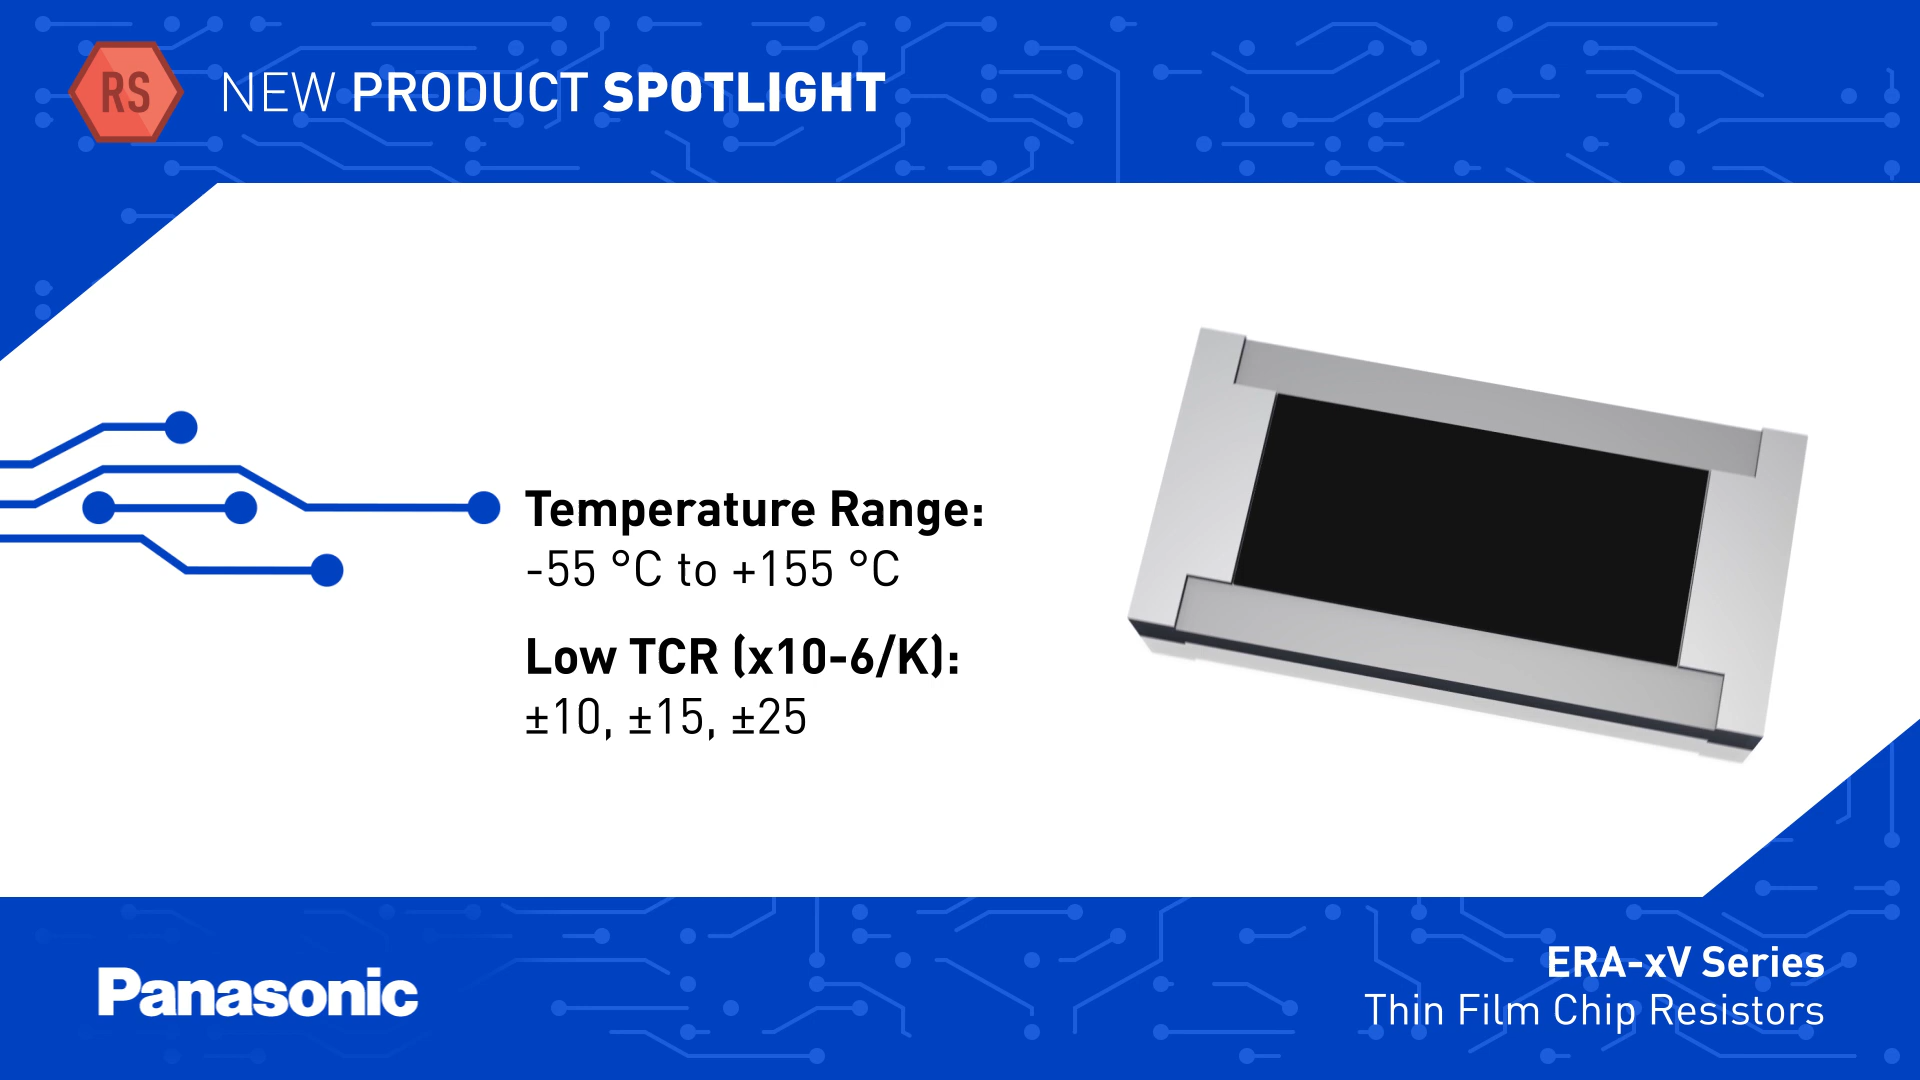 RS
NEW PRODUCT SPOTLIGHT
Temperature Range:
-55 °C to +155 °C
Low TCR (x10-6/K):
±10, ±15, ±25
Panasonic
ERA-xV Series
Thin Film Chip Resistors